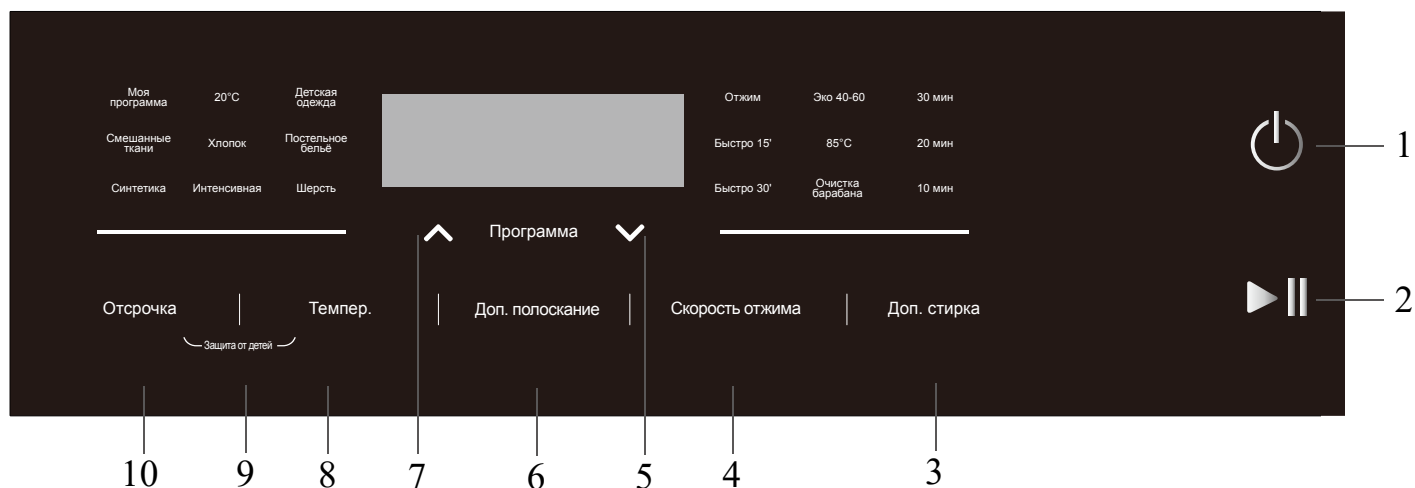 Моя
программа
20°C
Детская
одежда
Отжим
Эко 40-60
30 мин
Смешанные
ткани
Хлопок
Постельное
бельё
Быстро 15'
85°C
20 мин
1
Синтетика
Интенсивная
Шерсть
Быстро 30'
Очистка
барабана
10 мин
Программа
Отсрочка
Темпер.
Доп. полоскание
Скорость отжима
Доп. стирка
2
Защита от детей
10 9 8 7 6 5 4 3